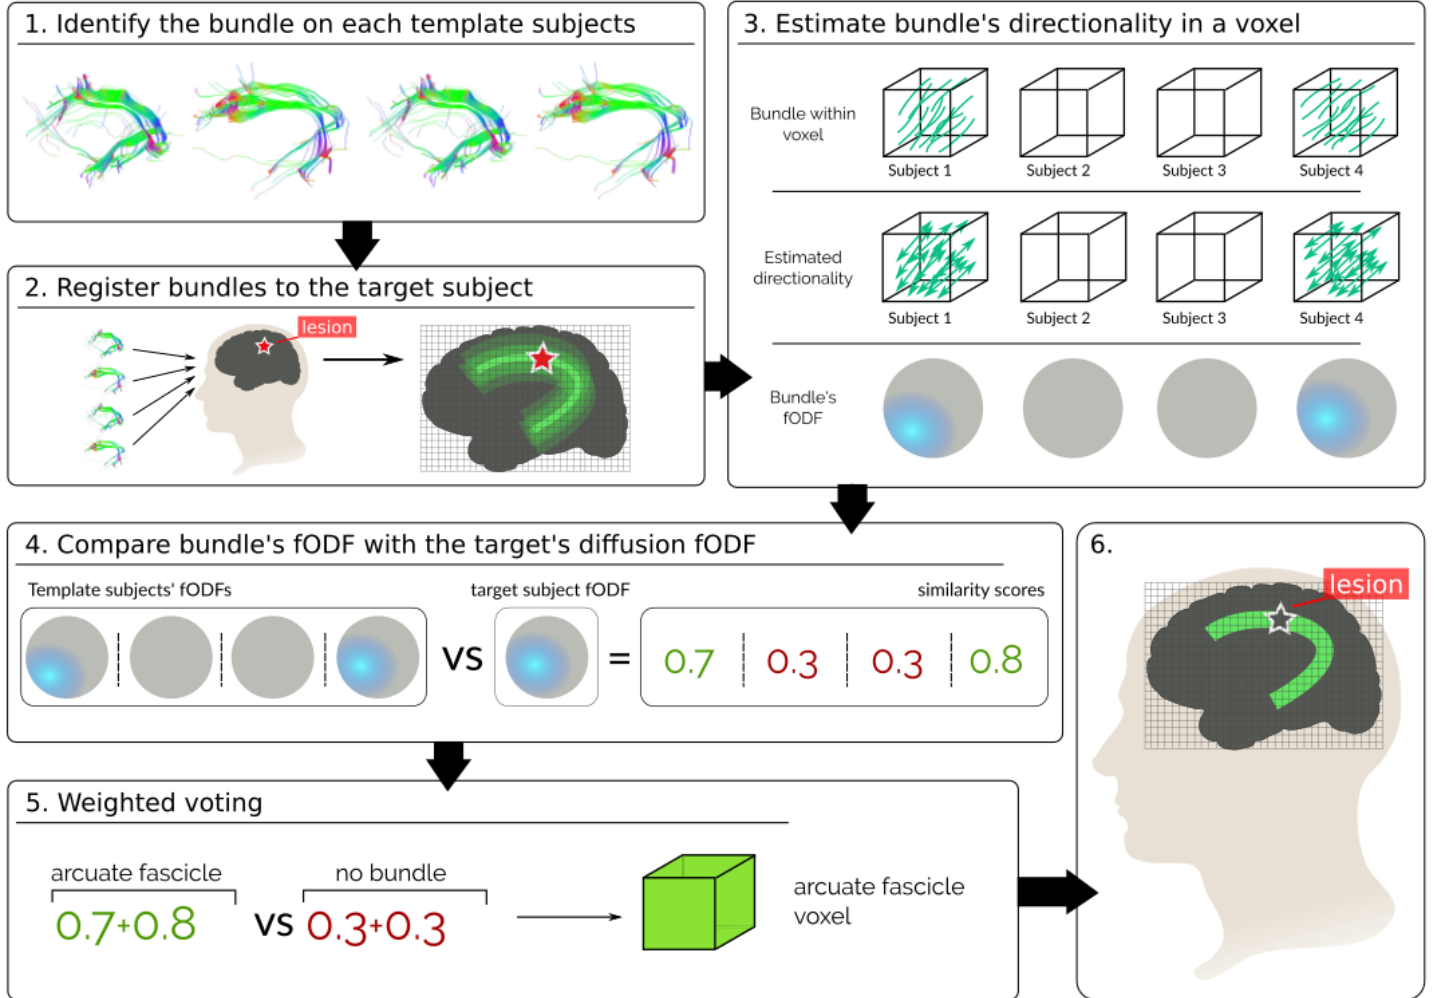 1. Identify the bundle on each template subjects
2. Register bundles to the target subject
lesion
3. Estimate bundle's directionality in a voxel
Bundle within
voxel
Subject 1
Subject 2
Subject 3
Subject 4
Estimated
directionality
Subject 1
Subject 2
Subject 3
Subject 4
Bundle's
fODF
4. Compare bundle's fODF with the target's diffusion fODF
Template subjects' fODFs
target subject fODF
similarity scores
vs
=
0.7
0.3
0.3
0.8
5. Weighted voting
arcuate fascicle
no bundle
0.7+0.8
vs
0.3+0.3
arcuate fascicle
voxel
6.
lesion